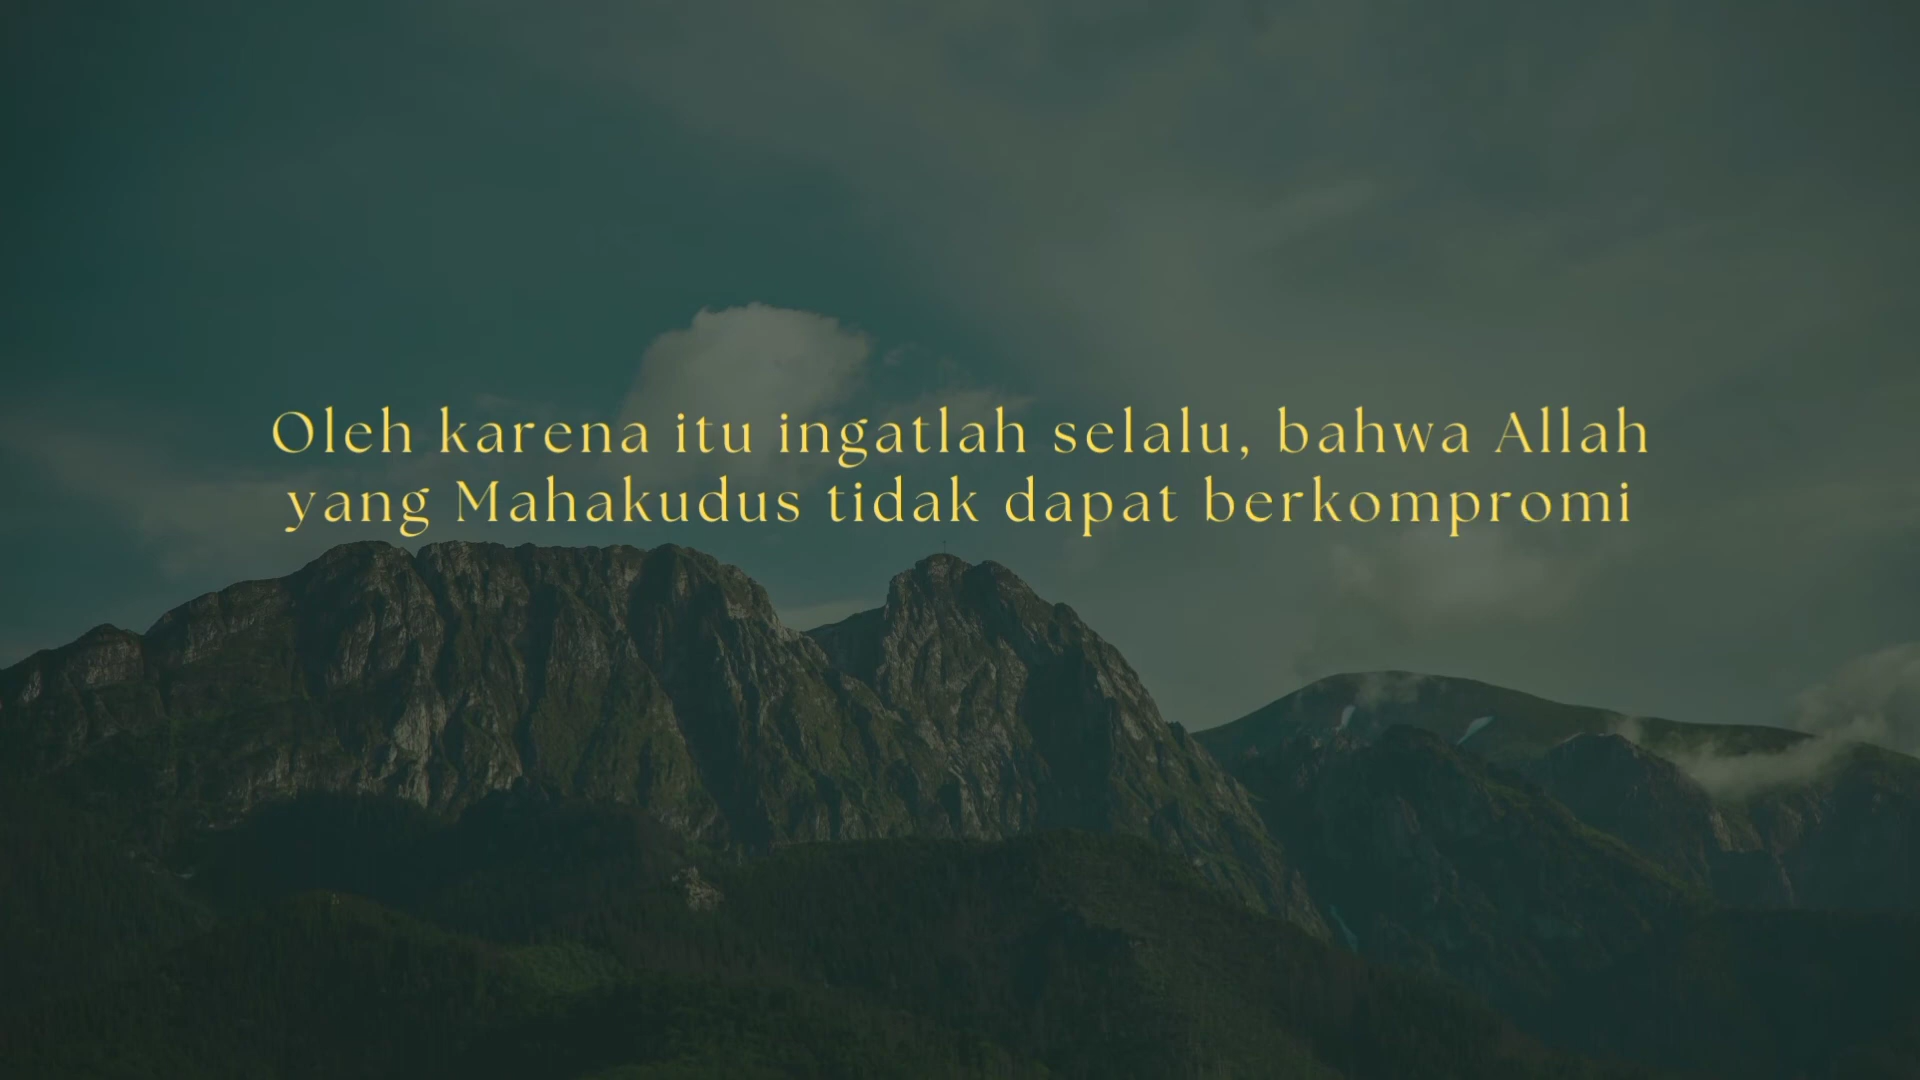 Oleh karena itu ingatlah selalu, bahwa Allah
yang Mahakudus tidak dapat berkompromi